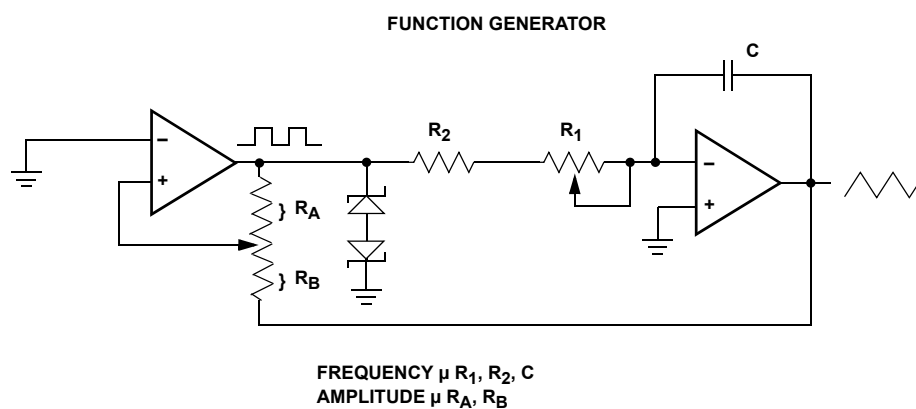 FUNCTION GENERATOR
C
R2
R1
−
+
−
+
} RA
} RB
FREQUENCY µ R1, R2, C
AMPLITUDE µ RA, RB